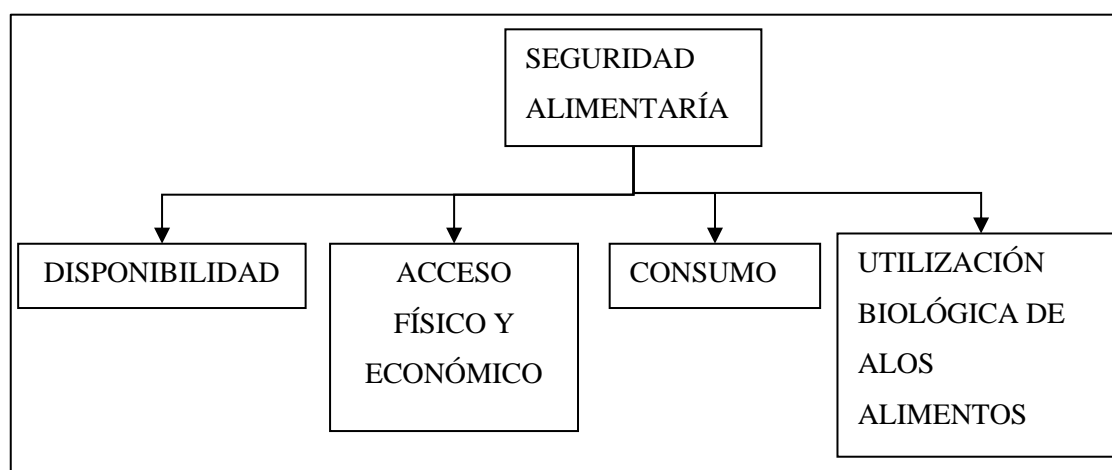 SEGURIDAD
ALIMENTARÍA
DISPONIBILIDAD
ACCESO
FÍSICO Y
ECONÓMICO
CONSUMO
UTILIZACIÓN
BIOLÓGICA DE
ALOS
ALIMENTOS